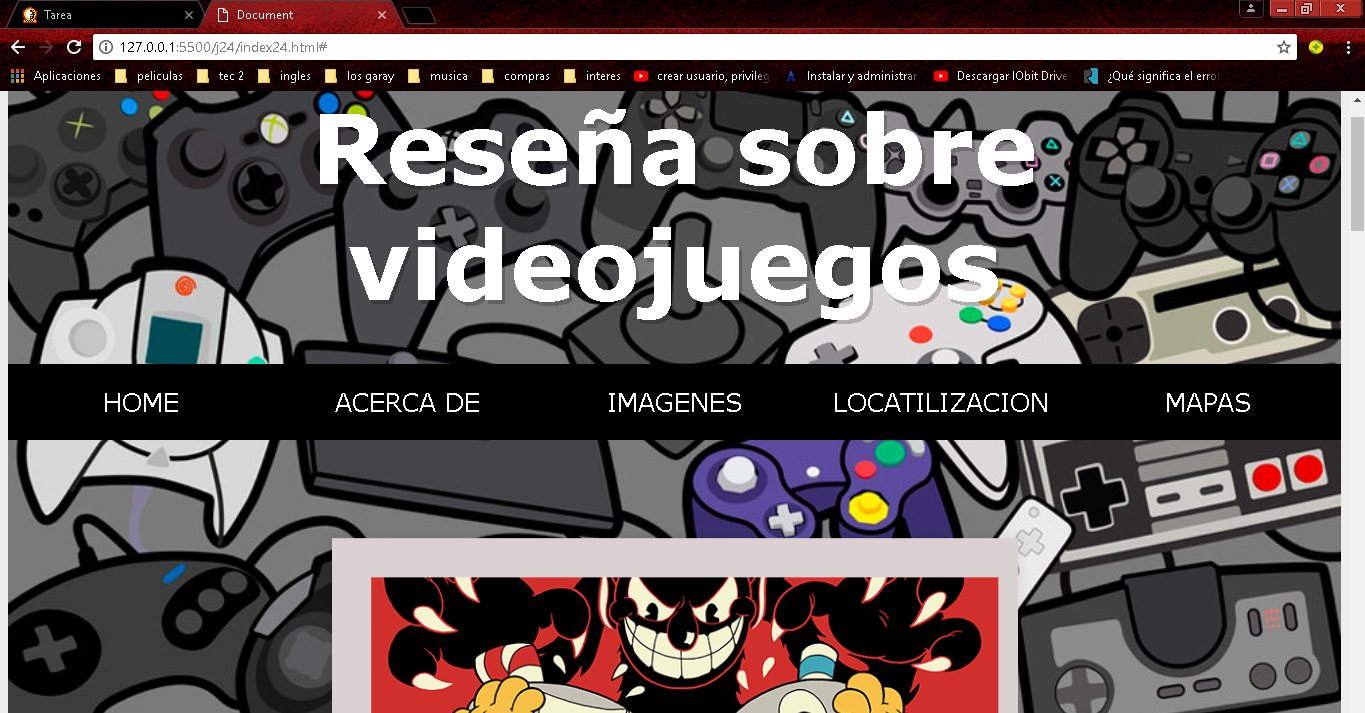 Tarea
Document
127.0.0.1:5500/j24/index24.html#
Aplicaciones peliculas tec 2 ingles los garay musica compras interes crear usuario, privileg Instalar y administrar Descargar IObit Drive ¿Qué significa el erro
Reseña sobre
videojuegos
HOME ACERCA DE IMAGENES LOCATILIZACION MAPAS